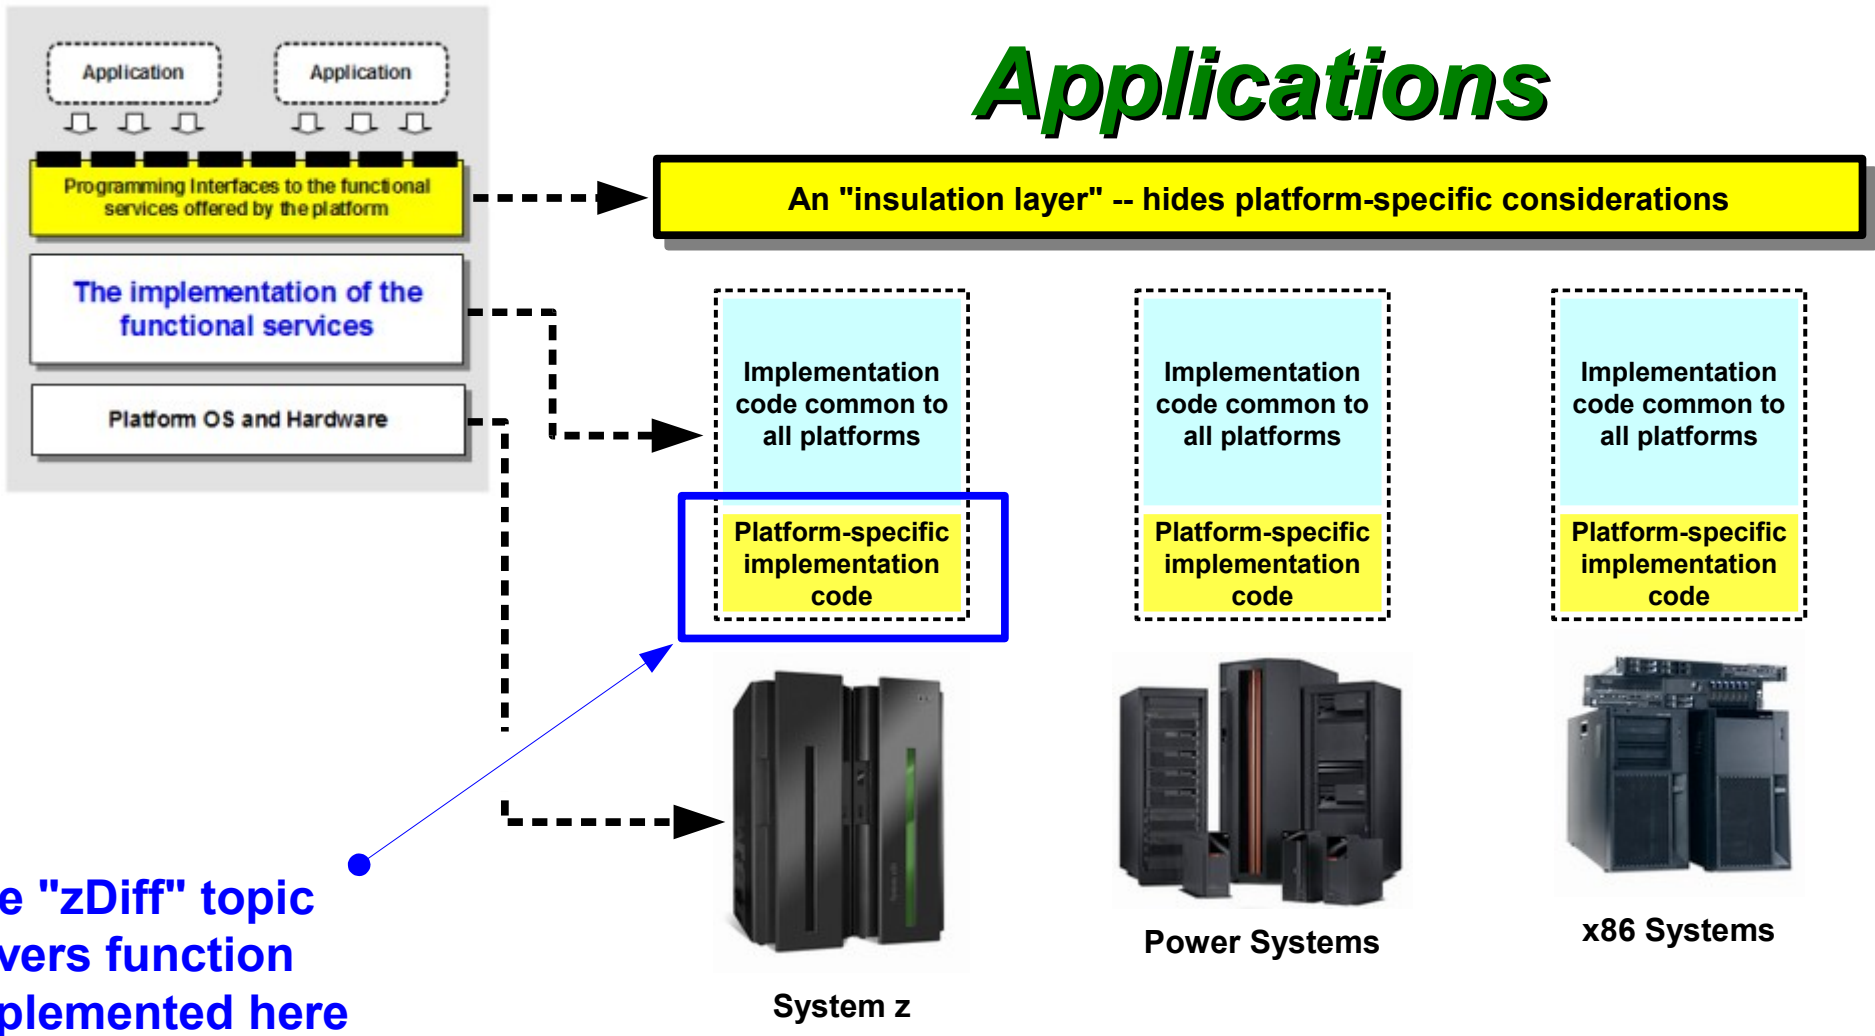 Application
Application
Programming Interfaces to the functional
services offered by the platform
The implementation of the
functional services
Platform OS and Hardware
Applications
An "insulation layer" -- hides platform-specific considerations
Implementation
code common to
all platforms
Platform-specific
implementation
code
Implementation
code common to
all platforms
Platform-specific
implementation
code
Implementation
code common to
all platforms
Platform-specific
implementation
code
System z
Power Systems
x86 Systems
e "zDiff" topic
vers function
plemented here